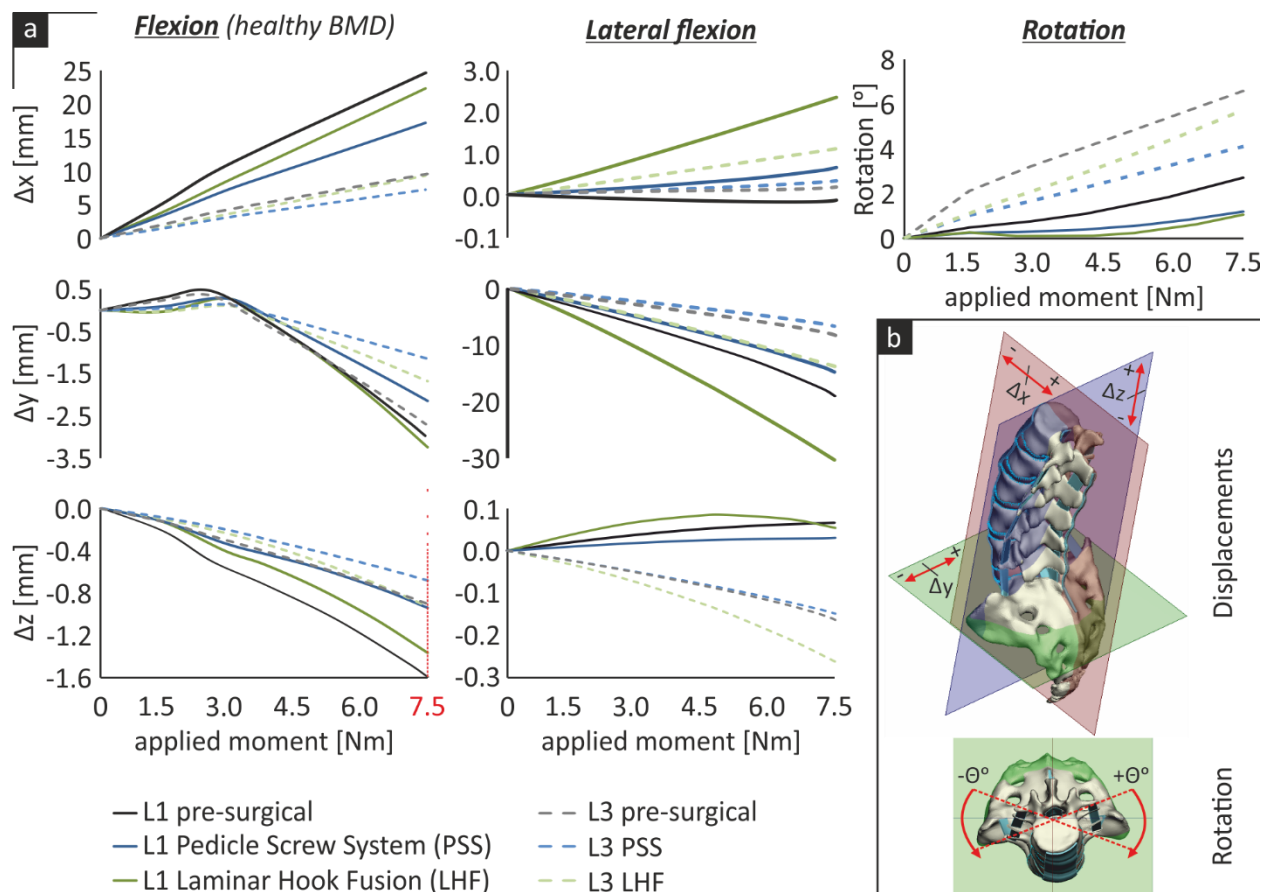 a
Flexion (healthy BMD)
Lateral flexion
Rotation
Δx [mm]
25
20
15
10
5
0
3.0
2.0
1.0
0.0
-0.1
Rotation [º]
8
6
4
2
0
0 1.5 3.0 4.5 6.0 7.5
applied moment [Nm]
Δy [mm]
0.5
-0.5
-1.5
-2.5
-3.5
0
-10
-20
-30
Δz [mm]
0.0
-0.4
-0.8
-1.2
-1.6
0 1.5 3.0 4.5 6.0 7.5
applied moment [Nm]
0.1
0.0
-0.1
-0.2
-0.3
0 1.5 3.0 4.5 6.0 7.5
applied moment [Nm]
L1 pre-surgical
L1 Pedicle Screw System (PSS)
L1 Laminar Hook Fusion (LHF)
L3 pre-surgical
L3 PSS
L3 LHF
b
- Δx +
+ Δz -
- Δy +
Displacements
-Θº
+Θº
Rotation